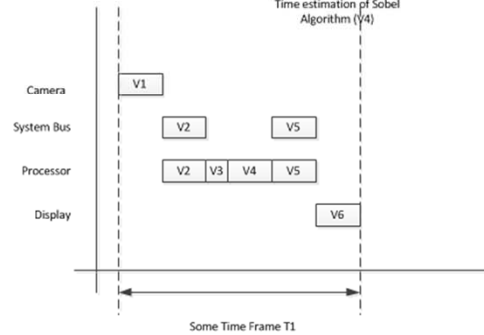 Time estimation of Sobel
Algorithm (V4)
Camera
V1
System Bus
V2
V5
Processor
V2
V3
V4
V5
Display
V6
Some Time Frame T1